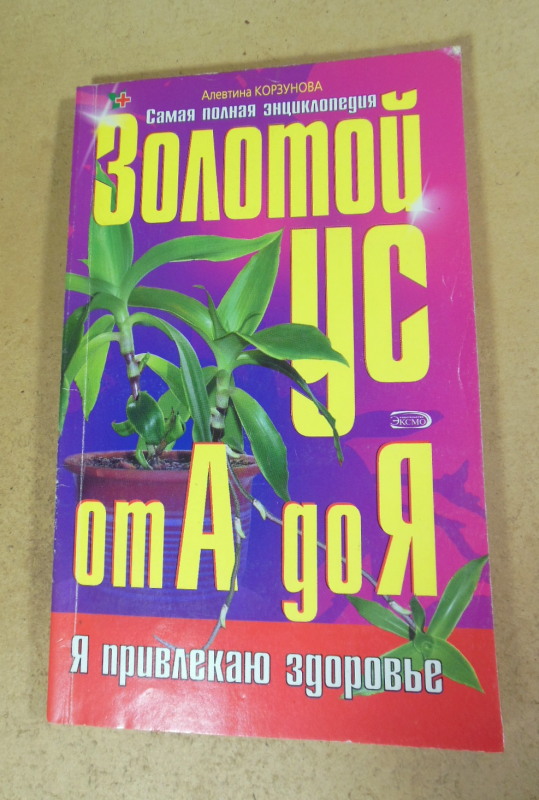 Алевтина КОРЗУНОВА
Самая полная энциклопедия
Золотой
УС
ЭКСМО
от А до Я
Я привлекаю здоровье